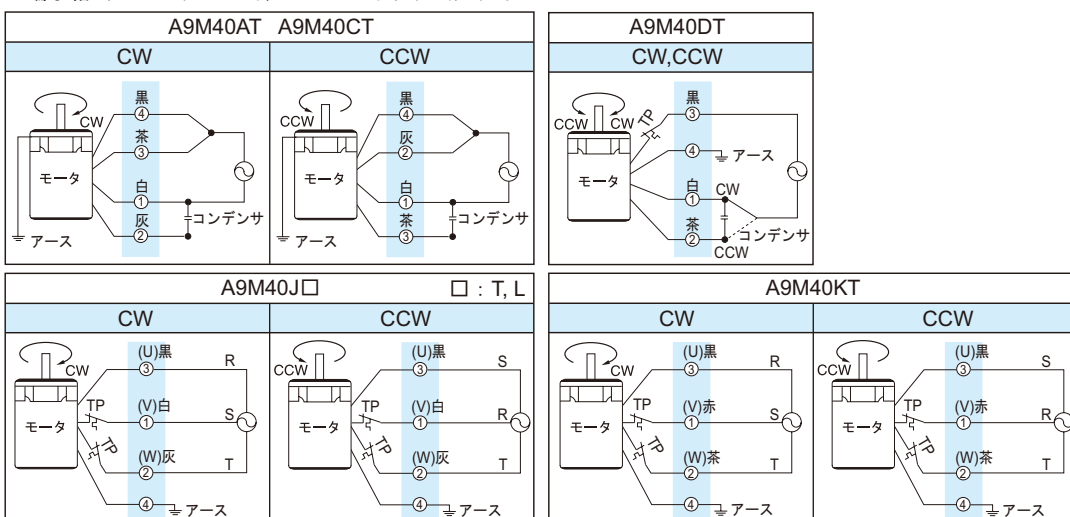 A9M40AT A9M40CT
CW
CCW
CW
黒
④
茶
③
モータ
白
①
灰
②
コンデンサ
アース
CCW
黒
④
灰
②
モータ
白
①
茶
③
コンデンサ
アース
A9M40DT
CW,CCW
CCW
CW
TP
黒
③
④
アース
モータ
白
①
CW
茶
②
コンデンサ
CCW
A9M40J□ □：T, L
CW
CCW
CW
(U)黒
③
R
TP
(V)白
①
S
モータ
TP
(W)灰
②
T
④
アース
CCW
(U)黒
③
S
TP
(V)白
①
R
モータ
TP
(W)灰
②
T
④
アース
A9M40KT
CW
CCW
CW
(U)黒
③
R
TP
(V)赤
①
S
モータ
TP
(W)茶
②
T
④
アース
CCW
(U)黒
③
S
TP
(V)赤
①
R
モータ
TP
(W)茶
②
T
④
アース